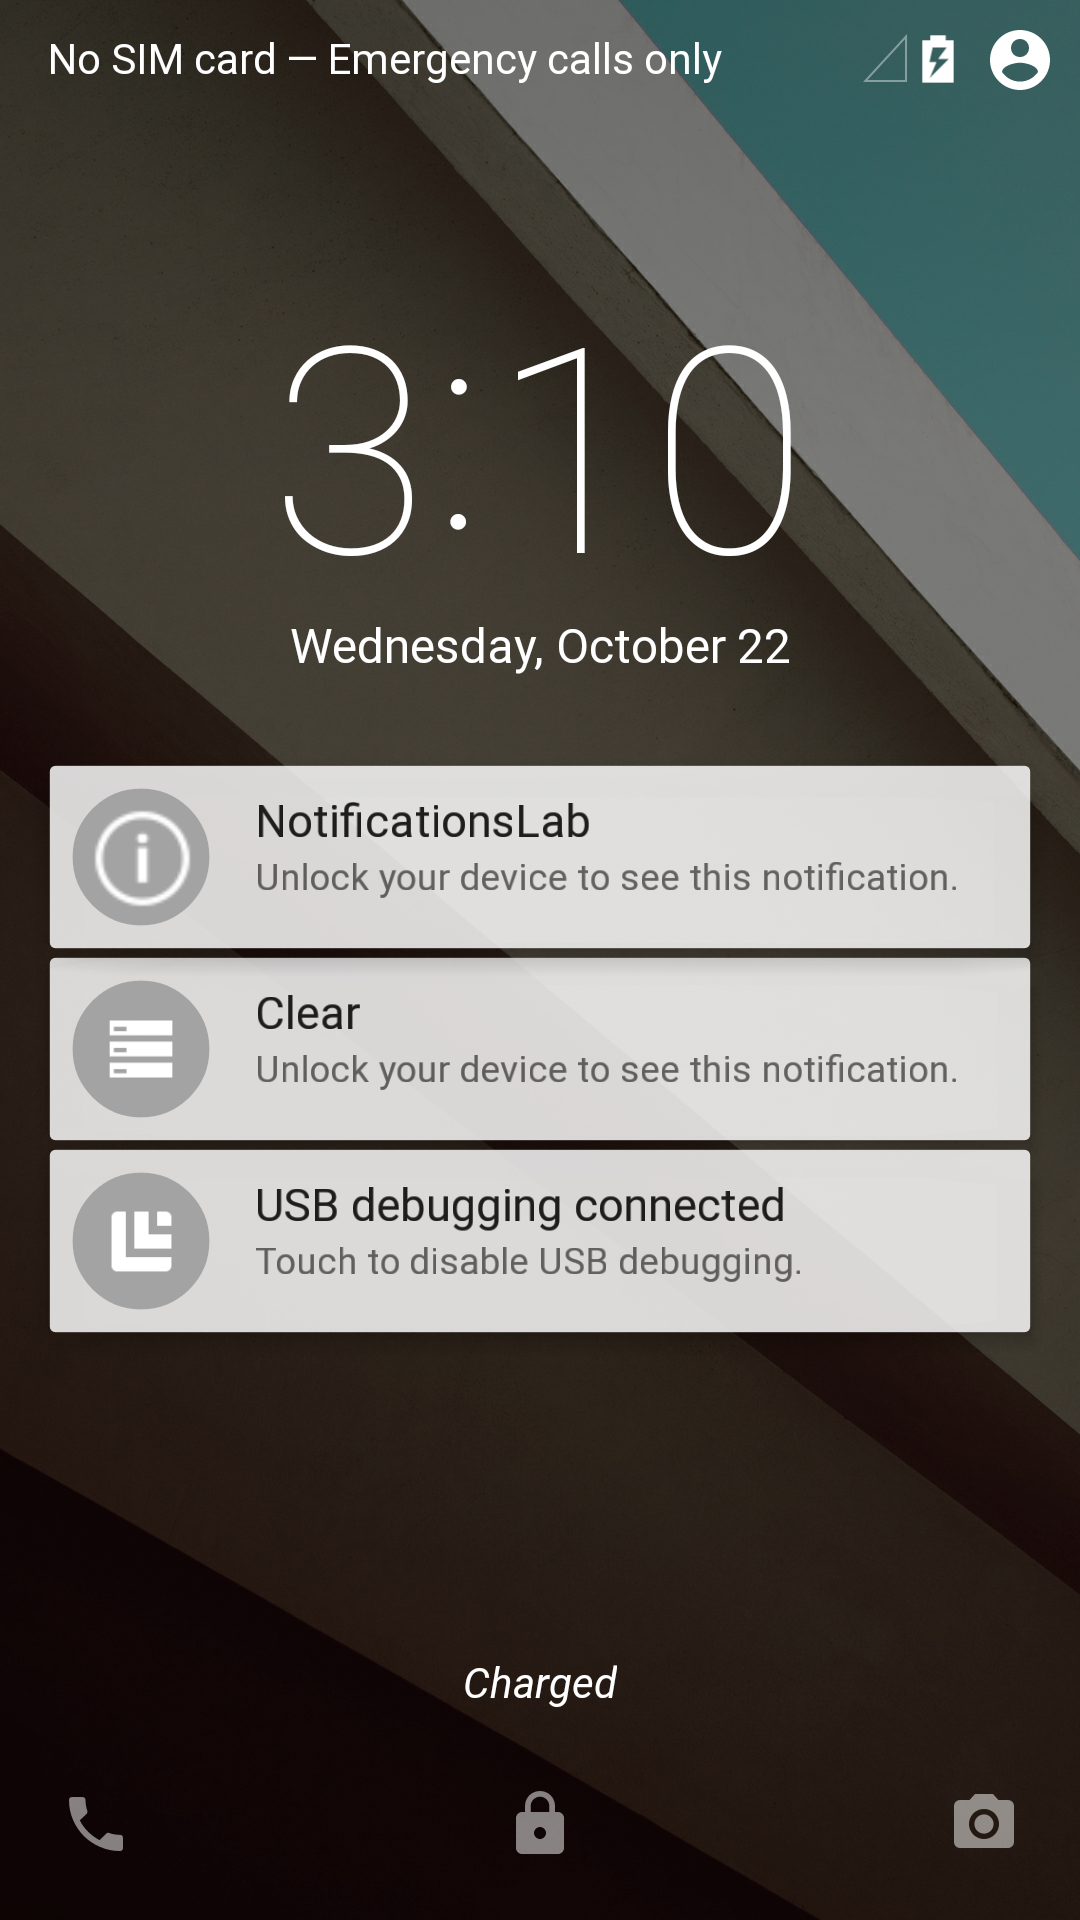 No SIM card — Emergency calls only
3:10
Wednesday, October 22
NotificationsLab
Unlock your device to see this notification.
Clear
Unlock your device to see this notification.
USB debugging connected
Touch to disable USB debugging.
Charged